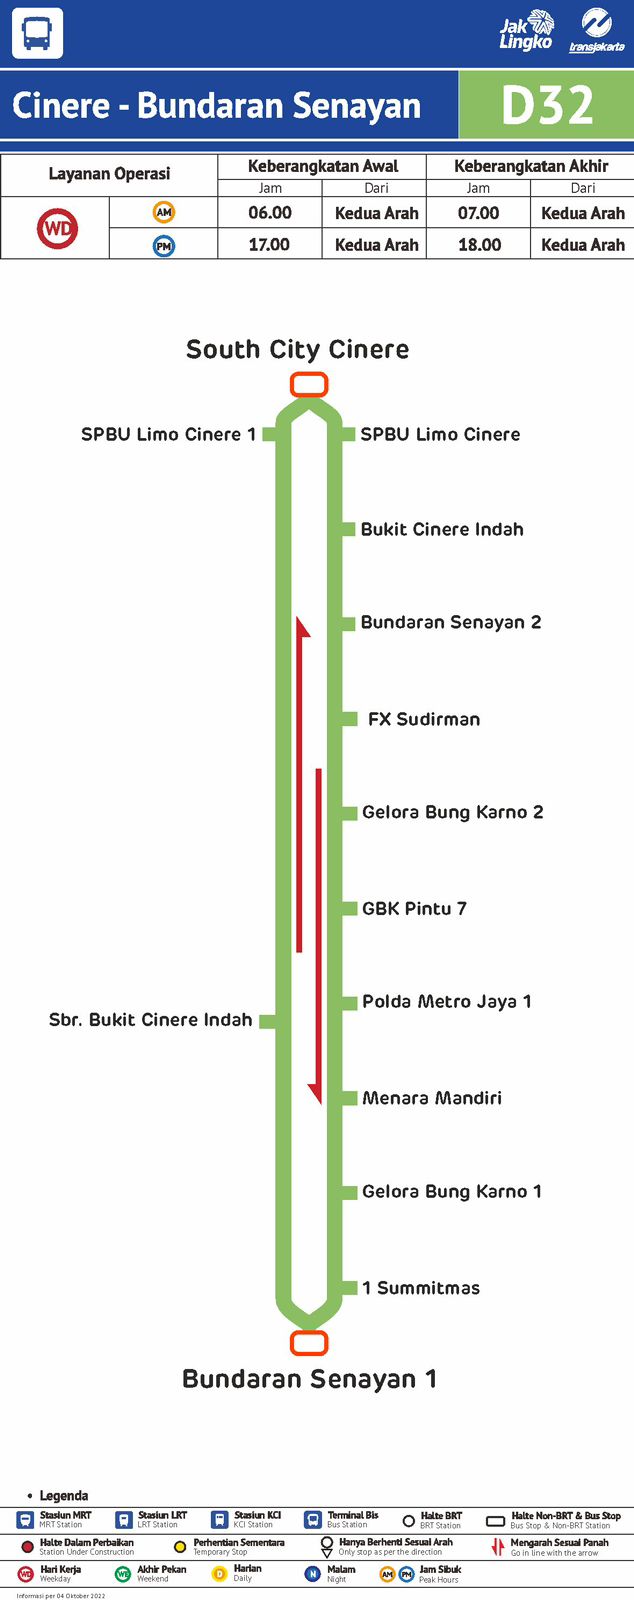 Jak
Lingko
transjakarta
Cinere - Bundaran Senayan
D32
Layanan Operasi
Keberangkatan Awal
Keberangkatan Akhir
Jam
Dari
Jam
Dari
WD
AM
06.00
Kedua Arah
07.00
Kedua Arah
PM
17.00
Kedua Arah
18.00
Kedua Arah
South City Cinere
SPBU Limo Cinere 1
SPBU Limo Cinere
Bukit Cinere Indah
Bundaran Senayan 2
FX Sudirman
Gelora Bung Karno 2
GBK Pintu 7
Polda Metro Jaya 1
Sbr. Bukit Cinere Indah
Menara Mandiri
Gelora Bung Karno 1
1 Summitmas
Bundaran Senayan 1
• Legenda
Stasiun MRT
MRT Station
Stasiun LRT
LRT Station
Stasiun KCI
KCI Station
Terminal Bis
Bus Station
Halte BRT
BRT Station
Halte Non-BRT & Bus Stop
Bus Stop & Non-BRT Station
Halte Dalam Perbaikan
Station Under Construction
Perhentian Sementara
Temporary Stop
Hanya Berhenti Sesuai Arah
Only stop as per the direction
Mengarah Sesuai Panah
Go in line with the arrow
WD
Hari Kerja
Weekday
WE
Akhir Pekan
Weekend
D
Harian
Daily
N
Malam
Night
AM
PM
Jam Sibuk
Peak Hours
Informasi per 04 Oktober 2022